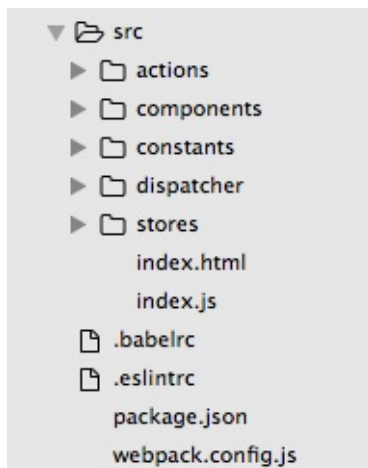 src
actions
components
constants
dispatcher
stores
index.html
index.js
.babelrc
.eslintrc
package.json
webpack.config.js